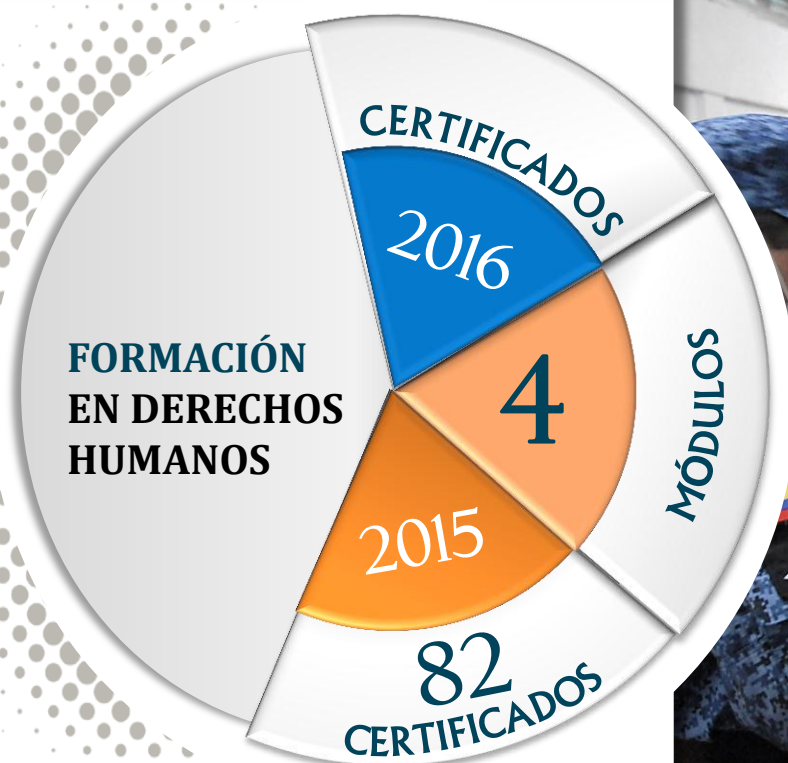 CERTIFICADOS
2016
FORMACIÓN
EN DERECHOS
HUMANOS
4
MÓDULOS
2015
82
CERTIFICADOS